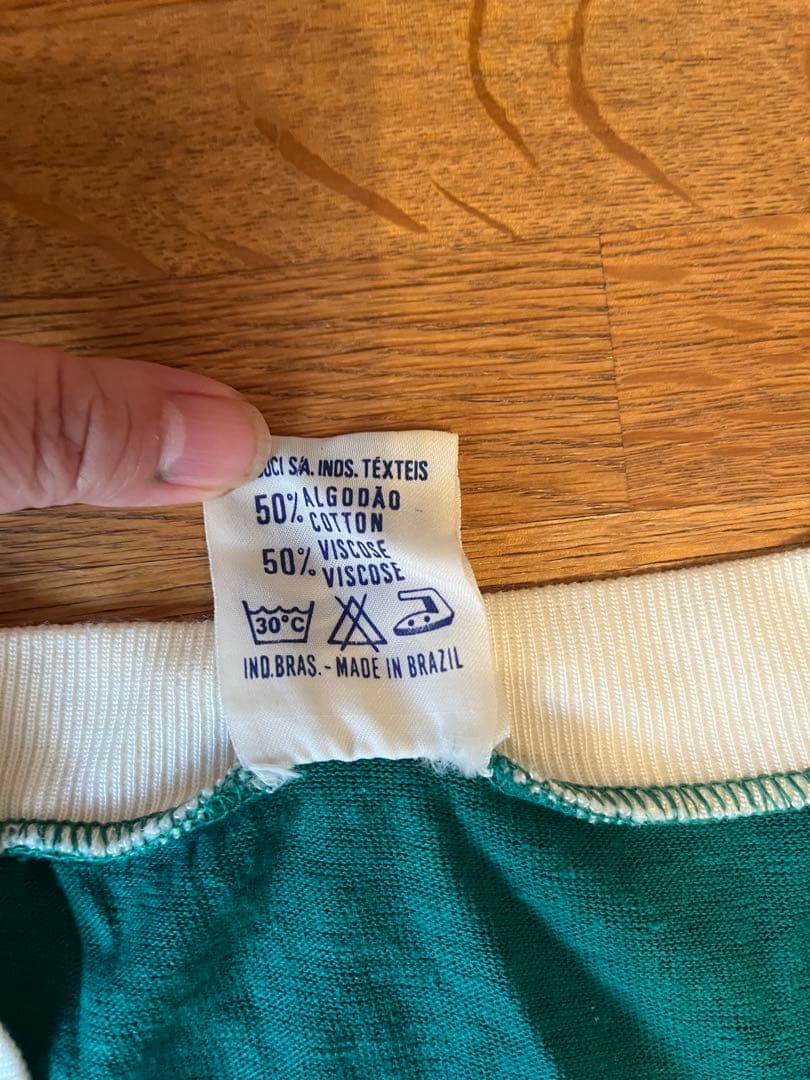 S/A. INDS. TÉXTEIS
50% ALGODÃO
COTTON
50% VISCOSE
VISCOSE
30°C
IND.BRAS.-MADE IN BRAZIL